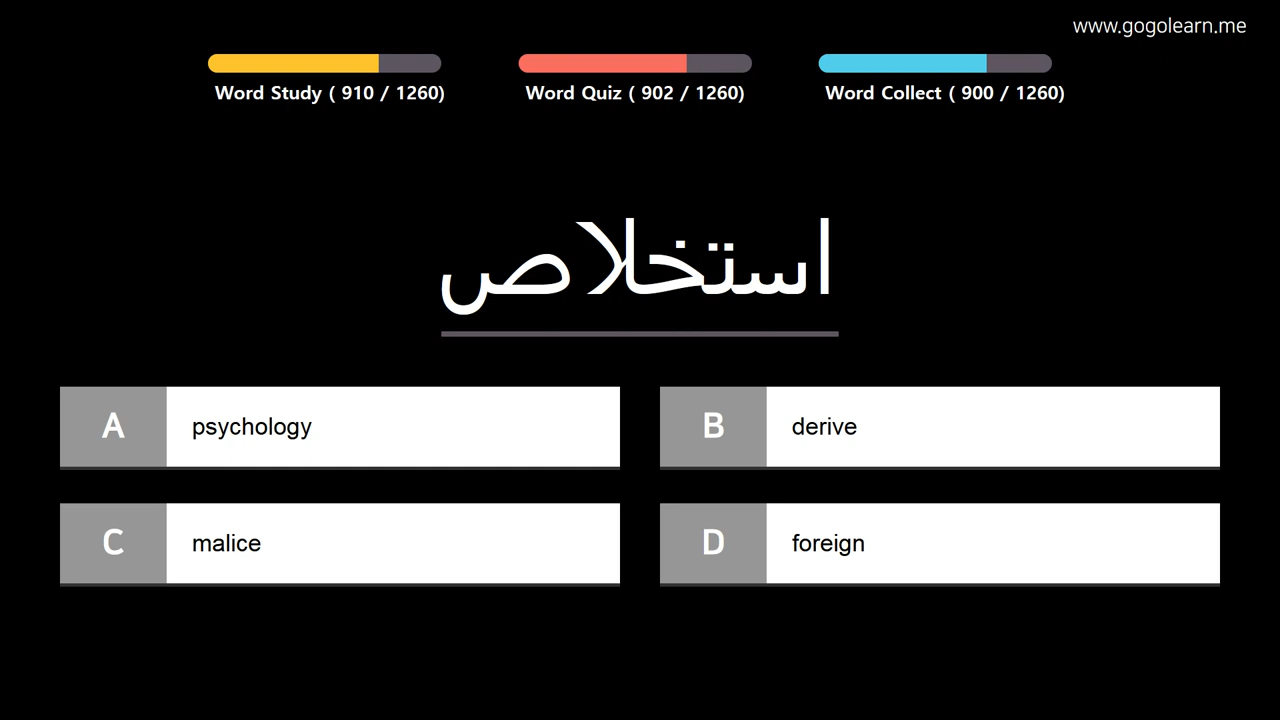 www.gogolearn.me
Word Study ( 910 / 1260)
Word Quiz ( 902 / 1260)
Word Collect ( 900 / 1260)
استخلاص
A psychology
B derive
C malice
D foreign